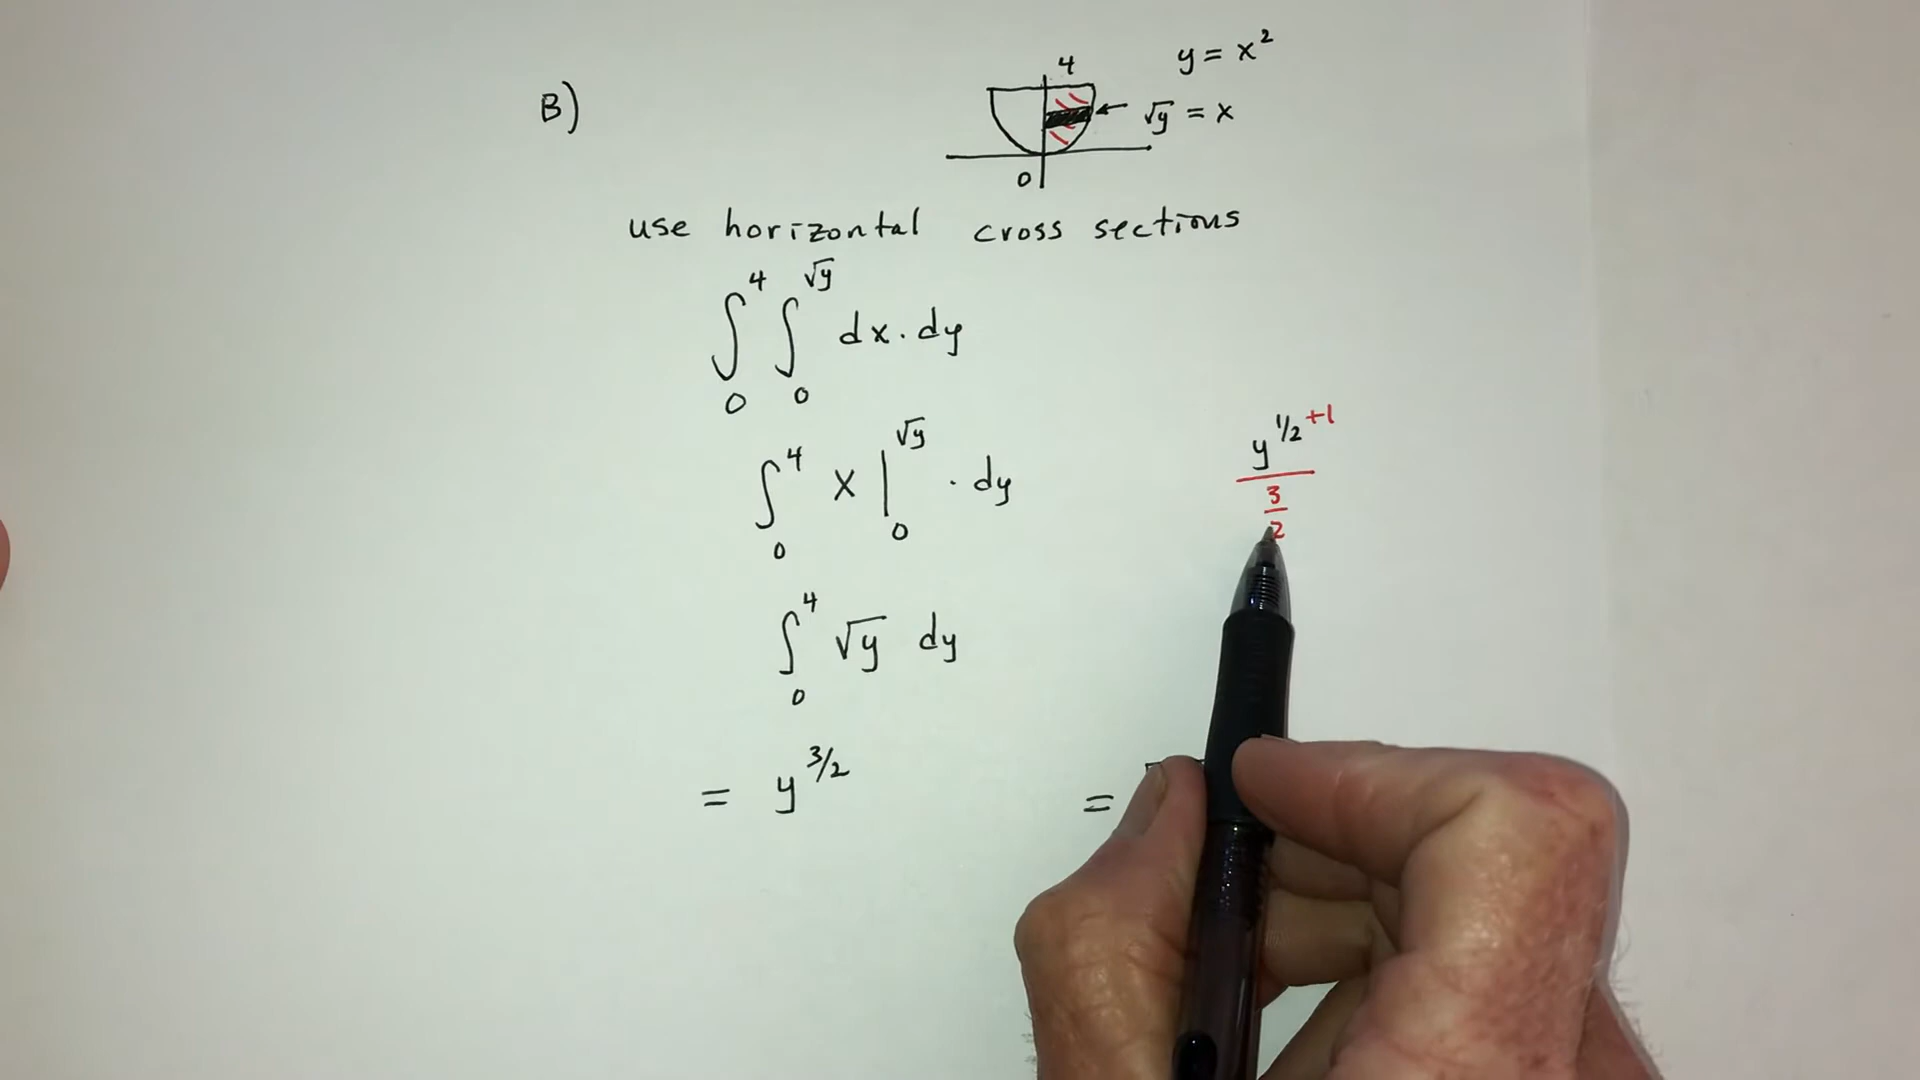 B)
4
y = x²
√y = x
0
use horizontal cross sections
∫₀⁴ ∫₀^√y dx · dy
∫₀⁴ x |₀^√y · dy
y^1/2 +1
3/2
∫₀⁴ √y dy
= y^3/2 =